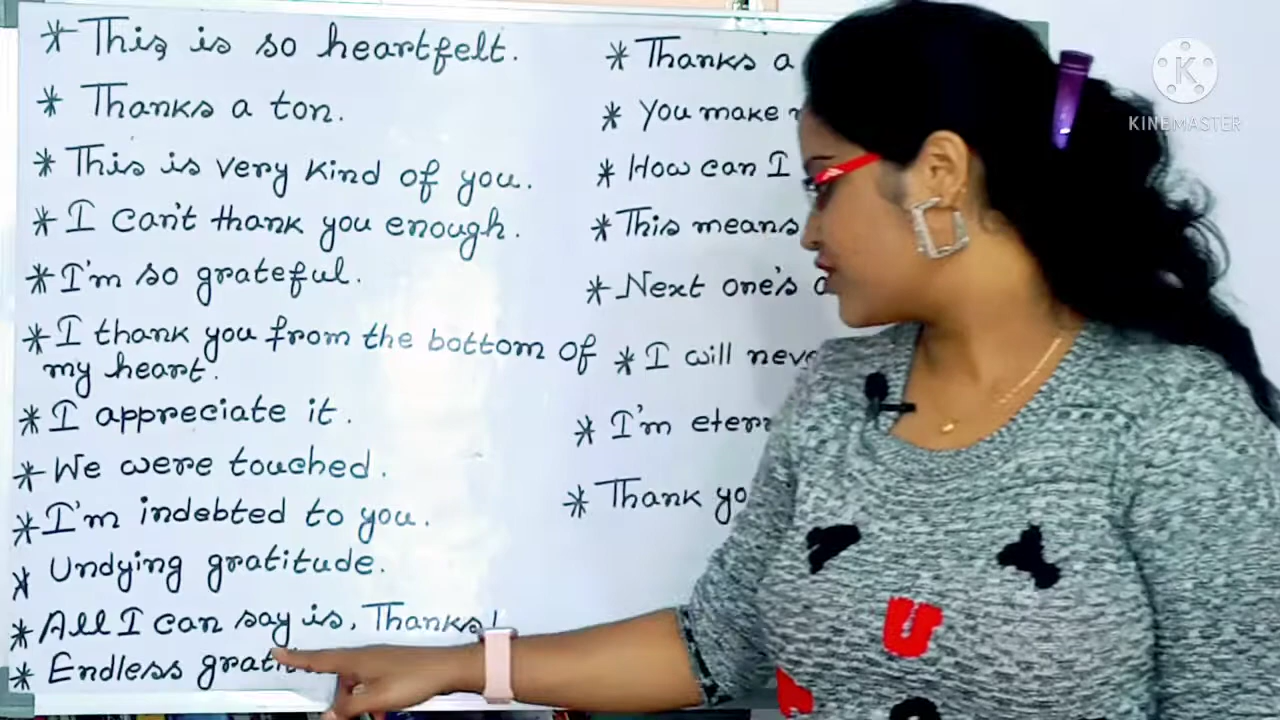 * This is so heartfelt.
* Thanks a ton.
* This is very kind of you.
* I can't thank you enough.
* I'm so grateful.
* I thank you from the bottom of
my heart.
* I appreciate it.
* We were touched.
* I'm indebted to you.
* Undying gratitude.
* All I can say is, Thanks!
* Endless
* Thanks a
* You make
* How can I
* This means
* Next one's
* I will
* I'm
* Thank
K
KINEMASTER